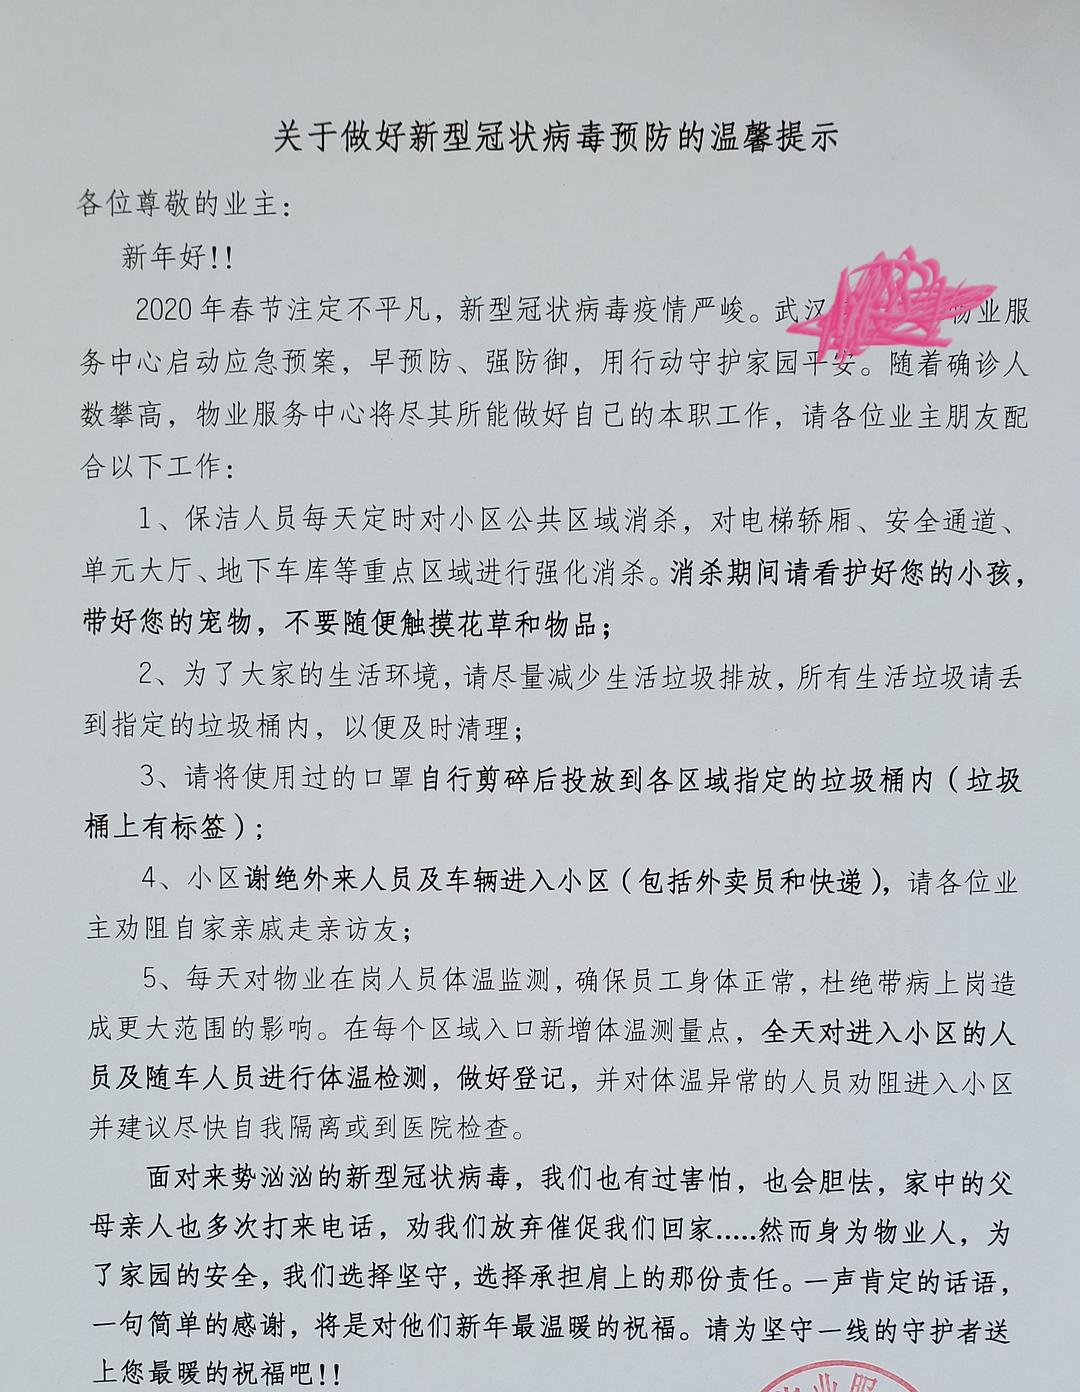 关于做好新型冠状病毒预防的温馨提示
各位尊敬的业主：
新年好!!
2020年春节注定不平凡，新型冠状病毒疫情严峻。武汉 物业服
务中心启动应急预案，早预防、强防御，用行动守护家园平安。随着确诊人
数攀高，物业服务中心将尽其所能做好自己的本职工作，请各位业主朋友配
合以下工作：
1、保洁人员每天定时对小区公共区域消杀，对电梯轿厢、安全通道、
单元大厅、地下车库等重点区域进行强化消杀。消杀期间请看护好您的小孩，
带好您的宠物，不要随便触摸花草和物品；
2、为了大家的生活环境，请尽量减少生活垃圾排放，所有生活垃圾请丢
到指定的垃圾桶内，以便及时清理；
3、请将使用过的口罩自行剪碎后投放到各区域指定的垃圾桶内（垃圾
桶上有标签）；
4、小区谢绝外来人员及车辆进入小区（包括外卖员和快递），请各位业
主劝阻自家亲戚走亲访友；
5、每天对物业在岗人员体温监测，确保员工身体正常，杜绝带病上岗造
成更大范围的影响。在每个区域入口新增体温测量点，全天对进入小区的人
员及随车人员进行体温检测，做好登记，并对体温异常的人员劝阻进入小区
并建议尽快自我隔离或到医院检查。
面对来势汹汹的新型冠状病毒，我们也有过害怕，也会胆怯，家中的父
母亲人也多次打来电话，劝我们放弃催促我们回家.....然而身为物业人，为
了家园的安全，我们选择坚守，选择承担肩上的那份责任。一声肯定的话语，
一句简单的感谢，将是对他们新年最温暖的祝福。请为坚守一线的守护者送
上您最暖的祝福吧!!
业服